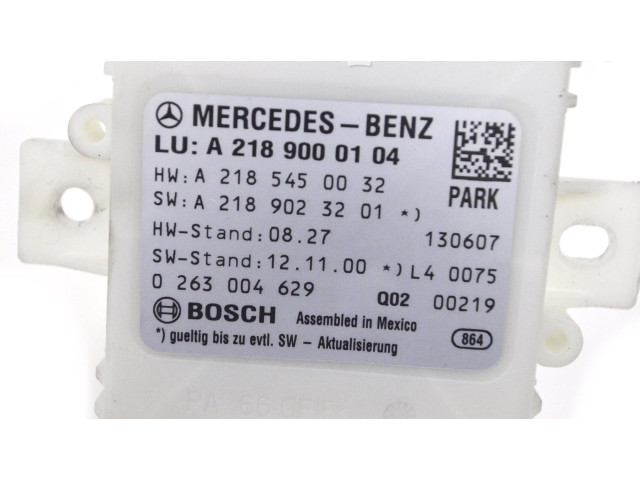 MERCEDES-BENZ
LU: A 218 900 01 04
HW: A 218 545 00 32
PARK
SW: A 218 902 32 01 *)
HW-Stand: 08.27 130607
SW-Stand: 12.11.00 *) L4 0075
0 263 004 629 Q02 00219
BOSCH Assembled in Mexico
*) gueltig bis zu evtl. SW - Aktualisierung 864
PA 66